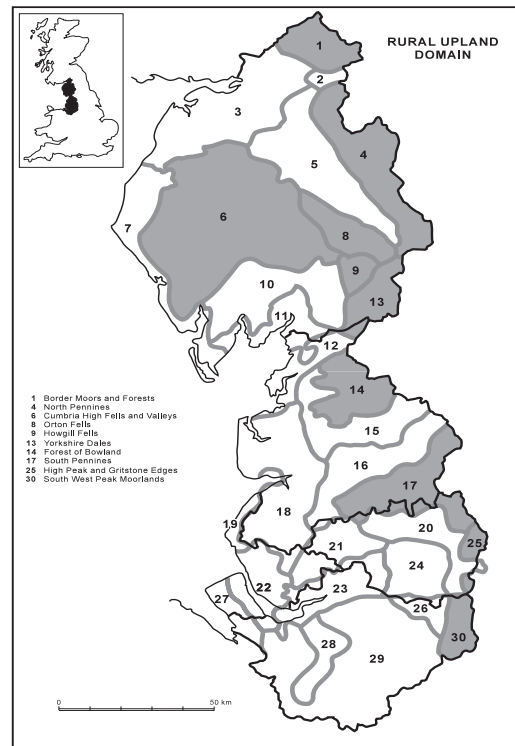 RURAL UPLAND
DOMAIN
1
2
3
4
5
6
7
8
9
10
11
12
13
14
15
16
17
18
19
20
21
22
23
24
25
26
27
28
29
30
1 Border Moors and Forests
4 North Pennines
6 Cumbria High Fells and Valleys
8 Orton Fells
9 Howgill Fells
13 Yorkshire Dales
14 Forest of Bowland
17 South Pennines
25 High Peak and Gritstone Edges
30 South West Peak Moorlands
0 50 km